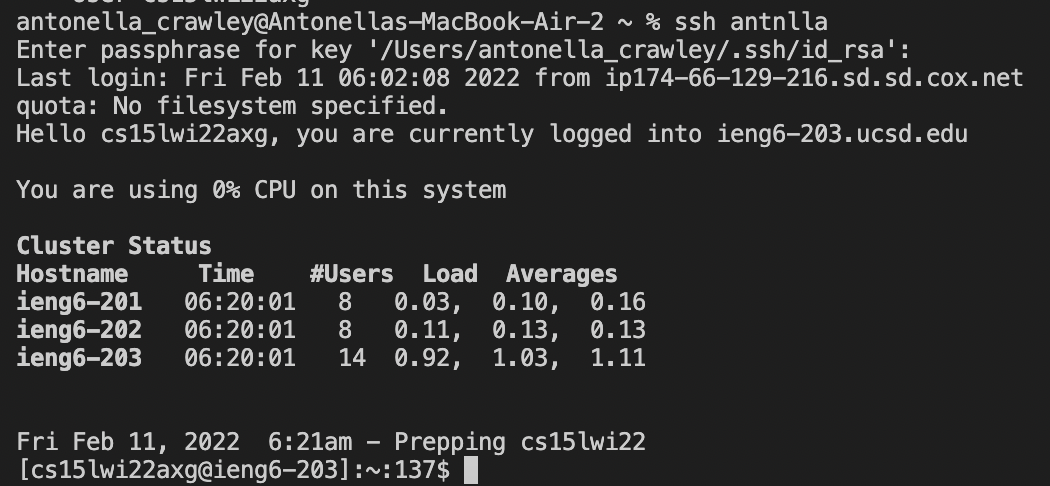 User cs15lwi22axg
antonella_crawley@Antonellas-MacBook-Air-2 ~ % ssh antnlla
Enter passphrase for key '/Users/antonella_crawley/.ssh/id_rsa':
Last login: Fri Feb 11 06:02:08 2022 from ip174-66-129-216.sd.sd.cox.net
quota: No filesystem specified.
Hello cs15lwi22axg, you are currently logged into ieng6-203.ucsd.edu
You are using 0% CPU on this system
Cluster Status
Hostname Time #Users Load Averages
ieng6-201 06:20:01 8 0.03, 0.10, 0.16
ieng6-202 06:20:01 8 0.11, 0.13, 0.13
ieng6-203 06:20:01 14 0.92, 1.03, 1.11
Fri Feb 11, 2022 6:21am - Prepping cs15lwi22
[cs15lwi22axg@ieng6-203]:~:137$